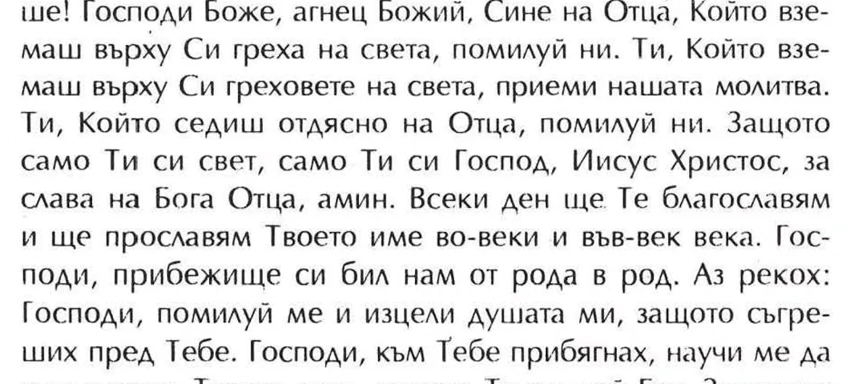 ше! Господи Боже, агнец Божий, Сине на Отца, Който взе-
маш върху Си греха на света, помилуй ни. Ти, Който взе-
маш върху Си греховете на света, приеми нашата молитва.
Ти, Който седиш отдясно на Отца, помилуй ни. Защото
само Ти си свет, само Ти си Господ, Иисус Христос, за
слава на Бога Отца, амин. Всеки ден ще Те благославям
и ще прославям Твоето име во-веки и във-век века. Гос-
поди, прибежище си бил нам от рода в род. Аз рекох:
Господи, помилуй ме и изцели душата ми, защото съгре-
ших пред Тебе. Господи, към Тебе прибягнах, научи ме да